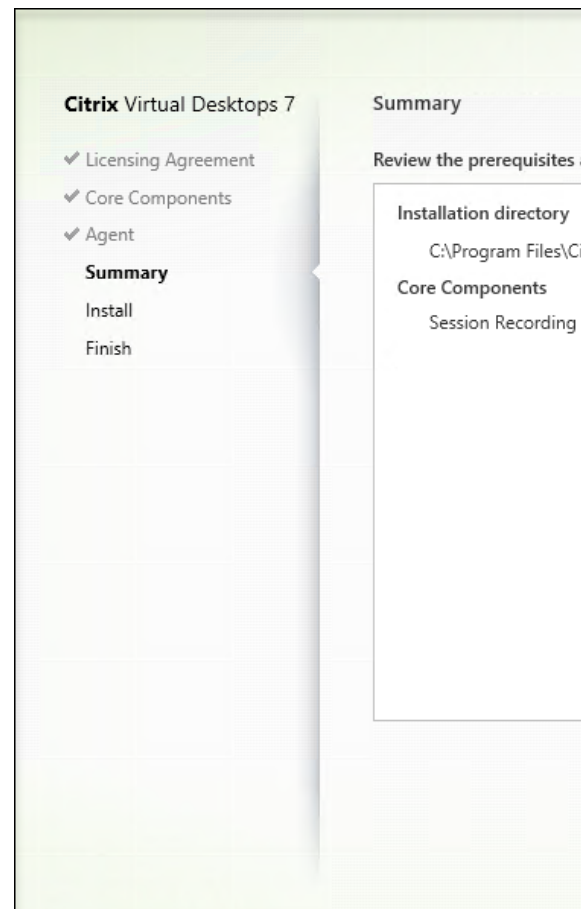 Citrix Virtual Desktops 7
Licensing Agreement
Core Components
Agent
Summary
Install
Finish
Summary
Review the prerequisites
Installation directory
C:\Program Files\Ci
Core Components
Session Recording